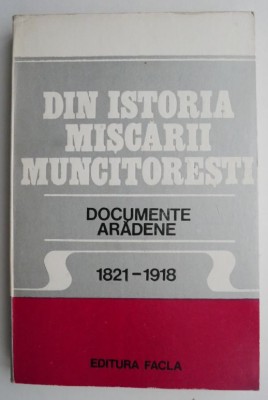 DIN ISTORIA
MIȘCARII
MUNCITOREȘTI
DOCUMENTE
ARĂDENE
1821-1918
EDITURA FACLA